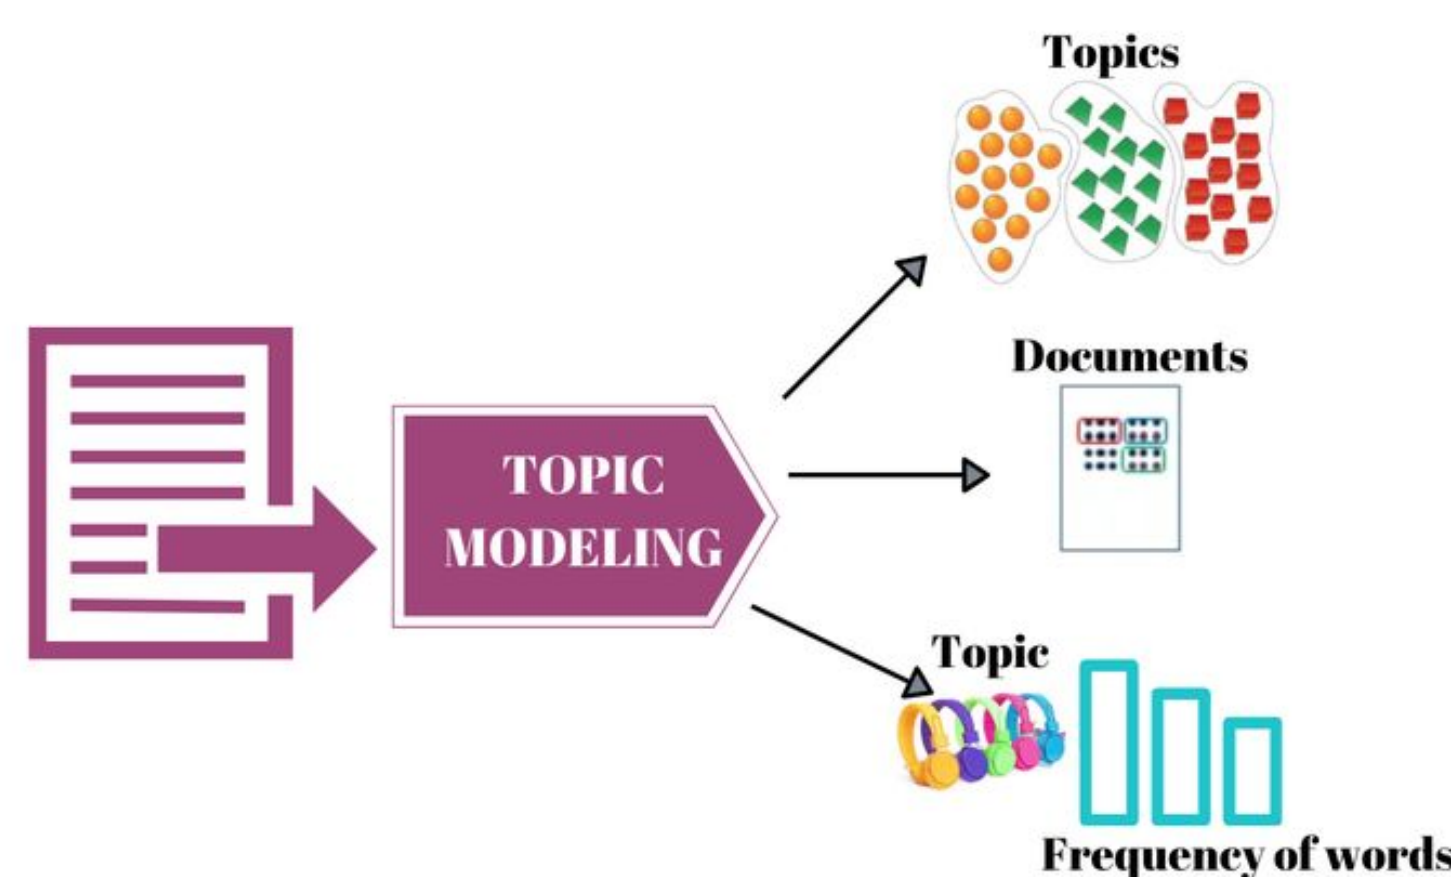 Topics
TOPIC
MODELING
Documents
Topic
Frequency of words